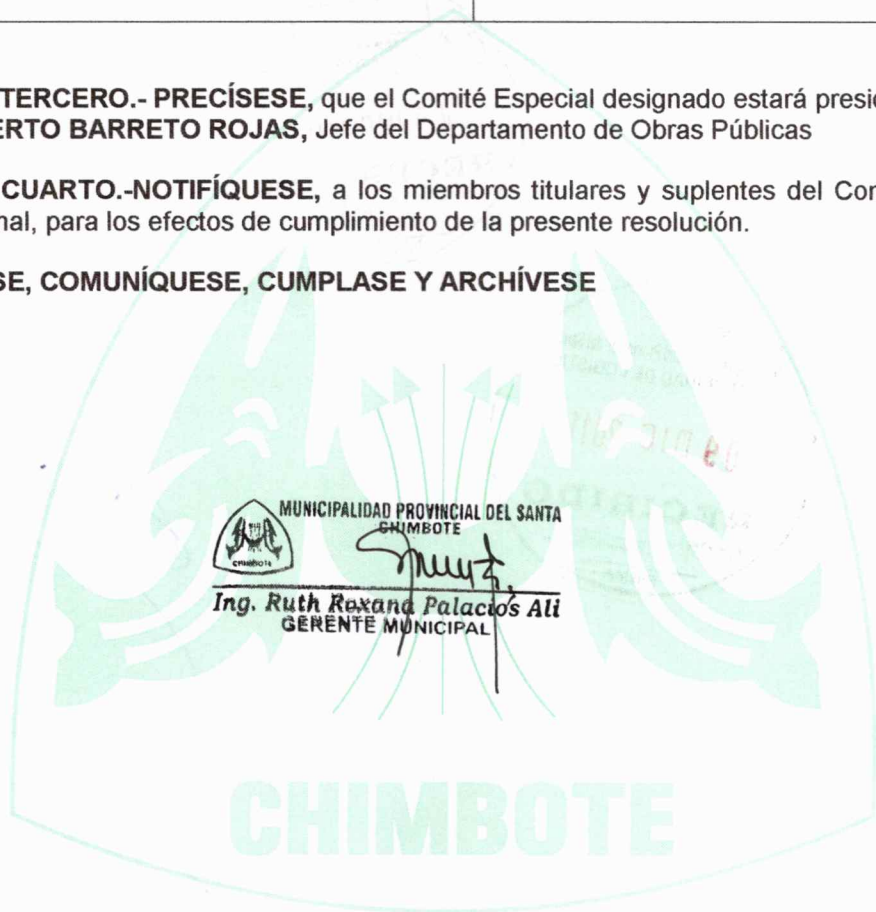 TERCERO.- PRECÍSESE, que el Comité Especial designado estará presi
ERTO BARRETO ROJAS, Jefe del Departamento de Obras Públicas
CUARTO.-NOTIFÍQUESE, a los miembros titulares y suplentes del Co
nal, para los efectos de cumplimiento de la presente resolución.
SE, COMUNÍQUESE, CUMPLASE Y ARCHÍVESE
MUNICIPALIDAD PROVINCIAL DEL SANTA
CHIMBOTE
CHIMBOTE
Ing. Ruth Roxana Palacios Ali
GERENTE MUNICIPAL
CHIMBOTE